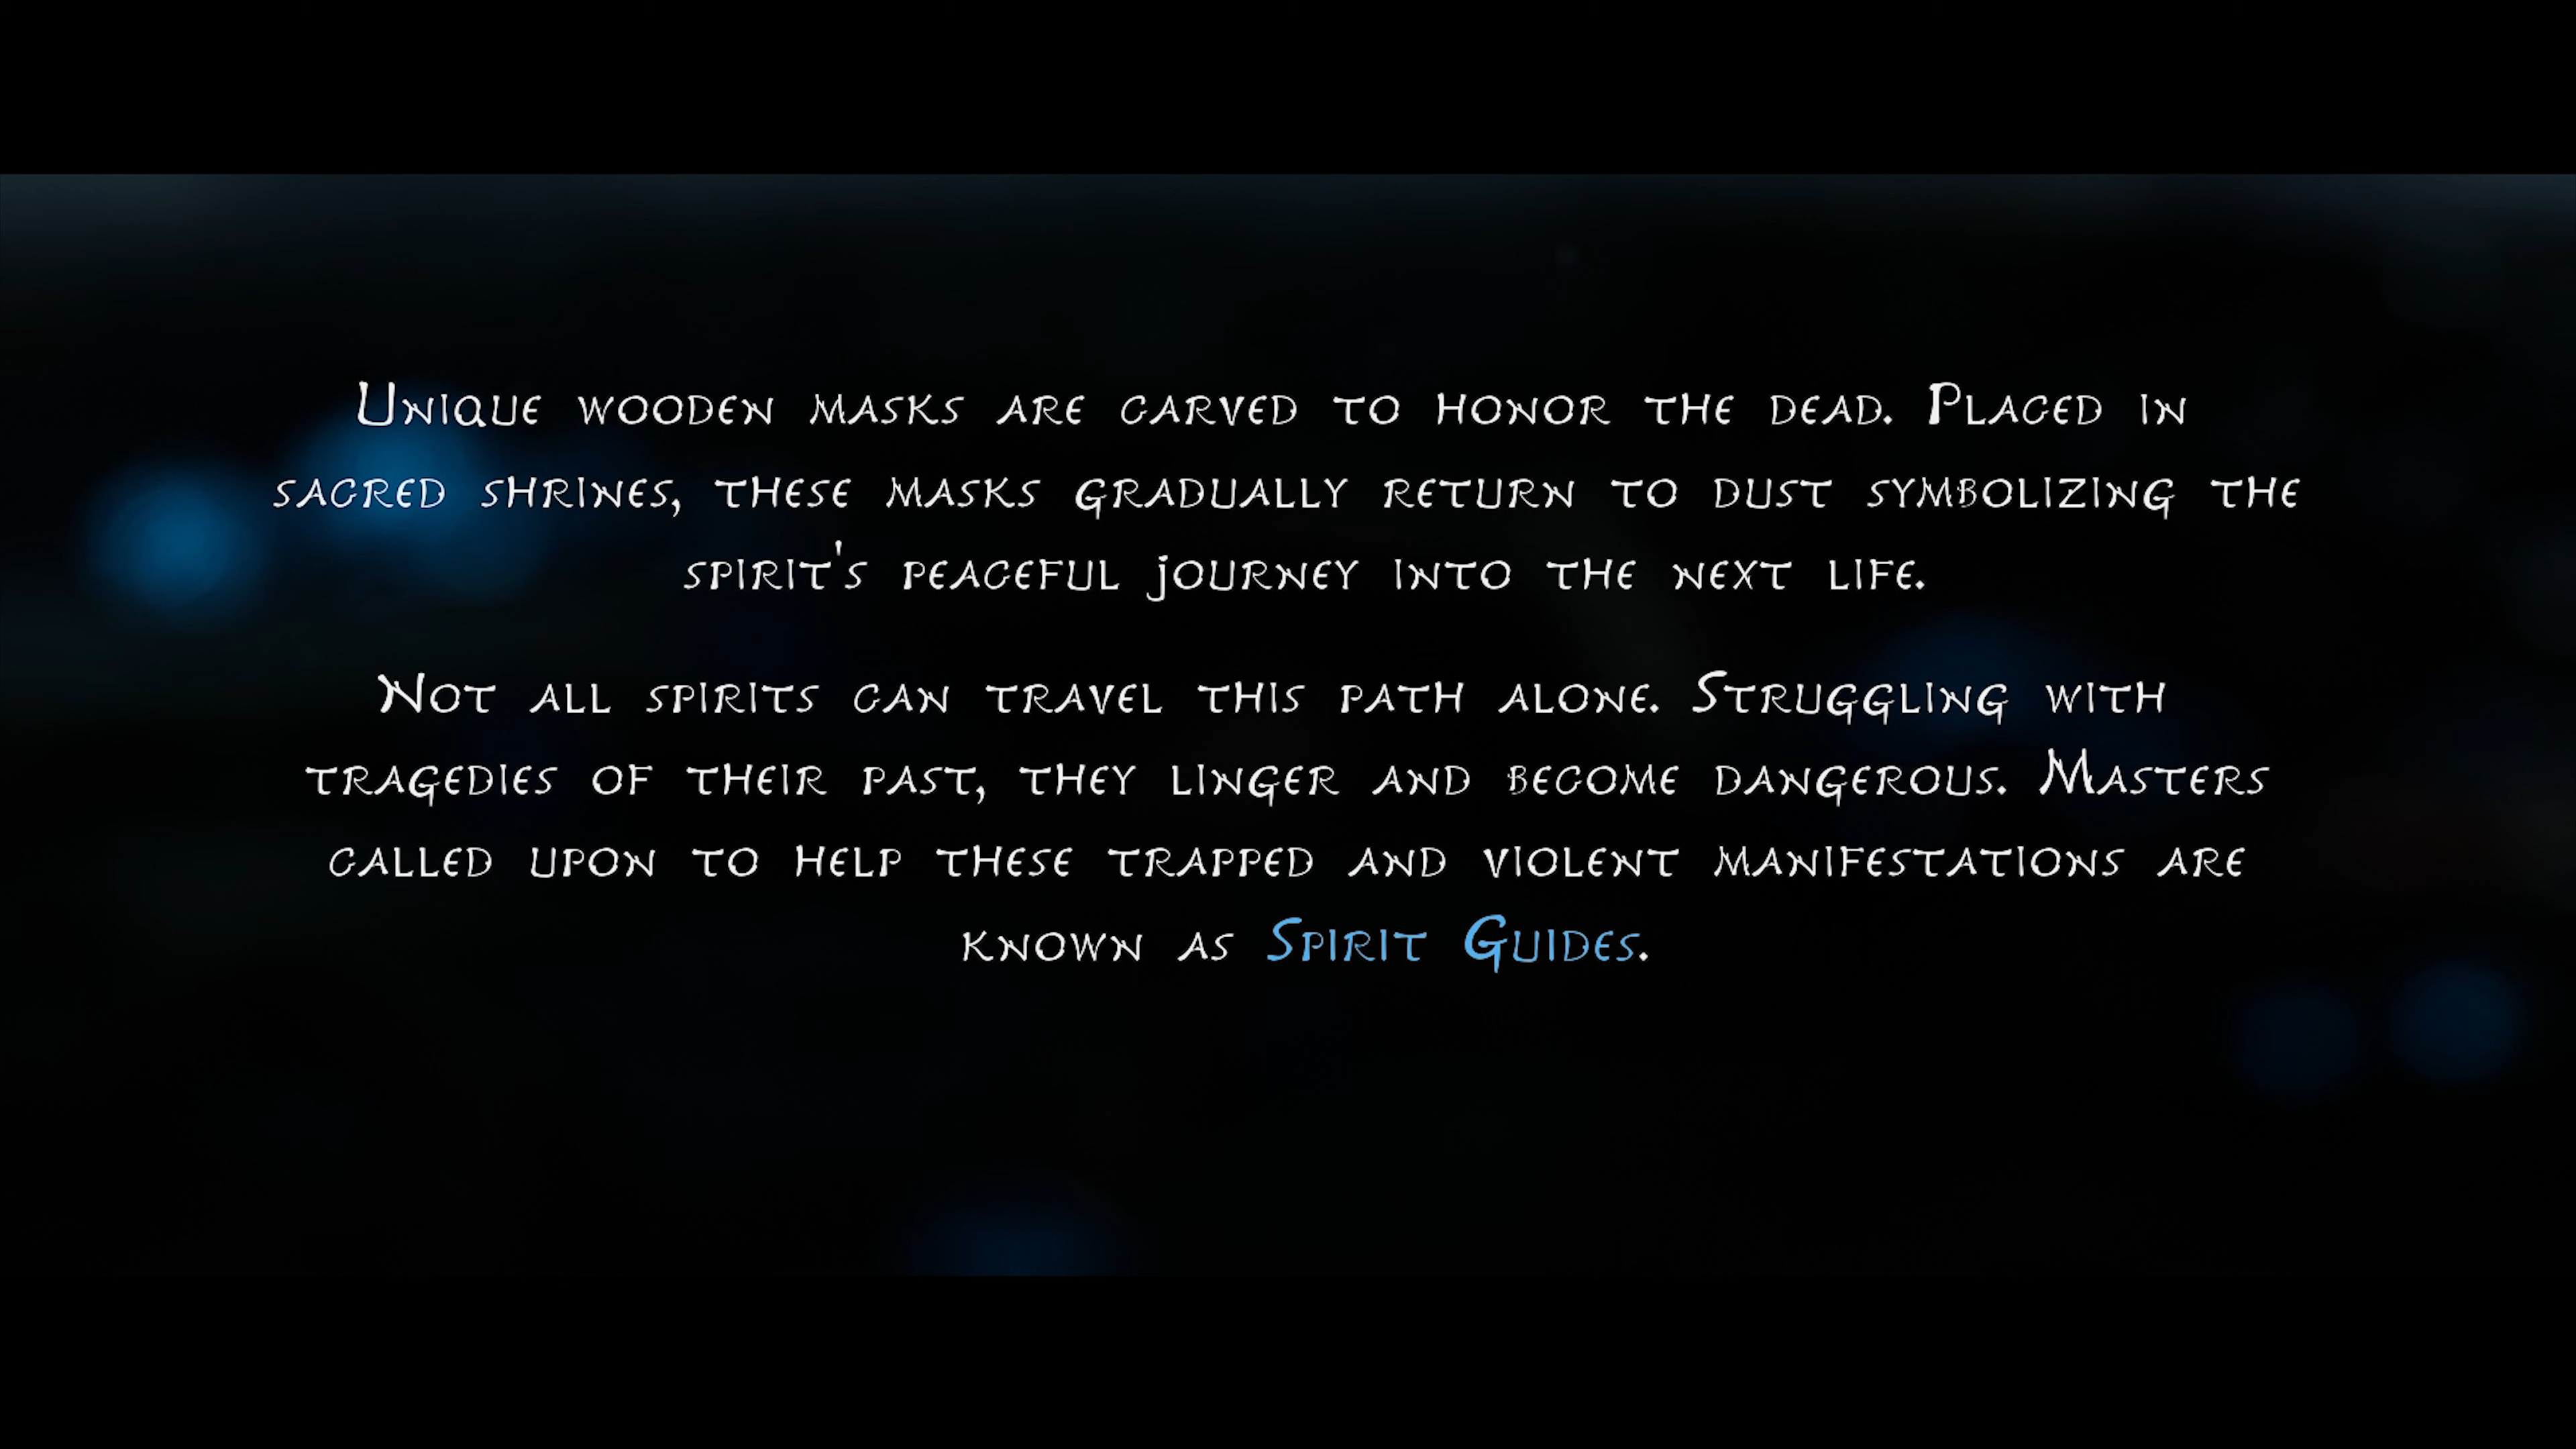 Unique wooden masks are carved to honor the dead. Placed in
sacred shrines, these masks gradually return to dust symbolizing the
spirit's peaceful journey into the next life.
Not all spirits can travel this path alone. Struggling with
tragedies of their past, they linger and become dangerous. Masters
called upon to help these trapped and violent manifestations are
known as Spirit Guides.